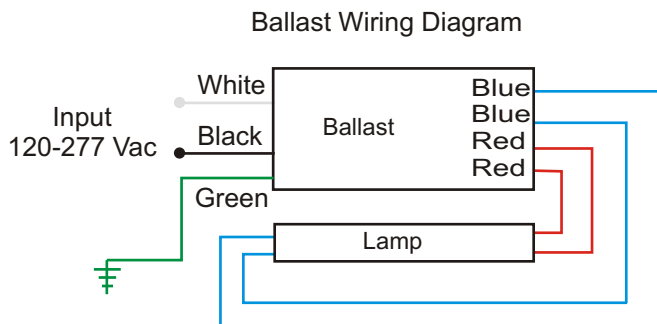 Ballast Wiring Diagram
White
Blue
Input
120-277 Vac
Blue
Black
Ballast
Red
Red
Green
Lamp